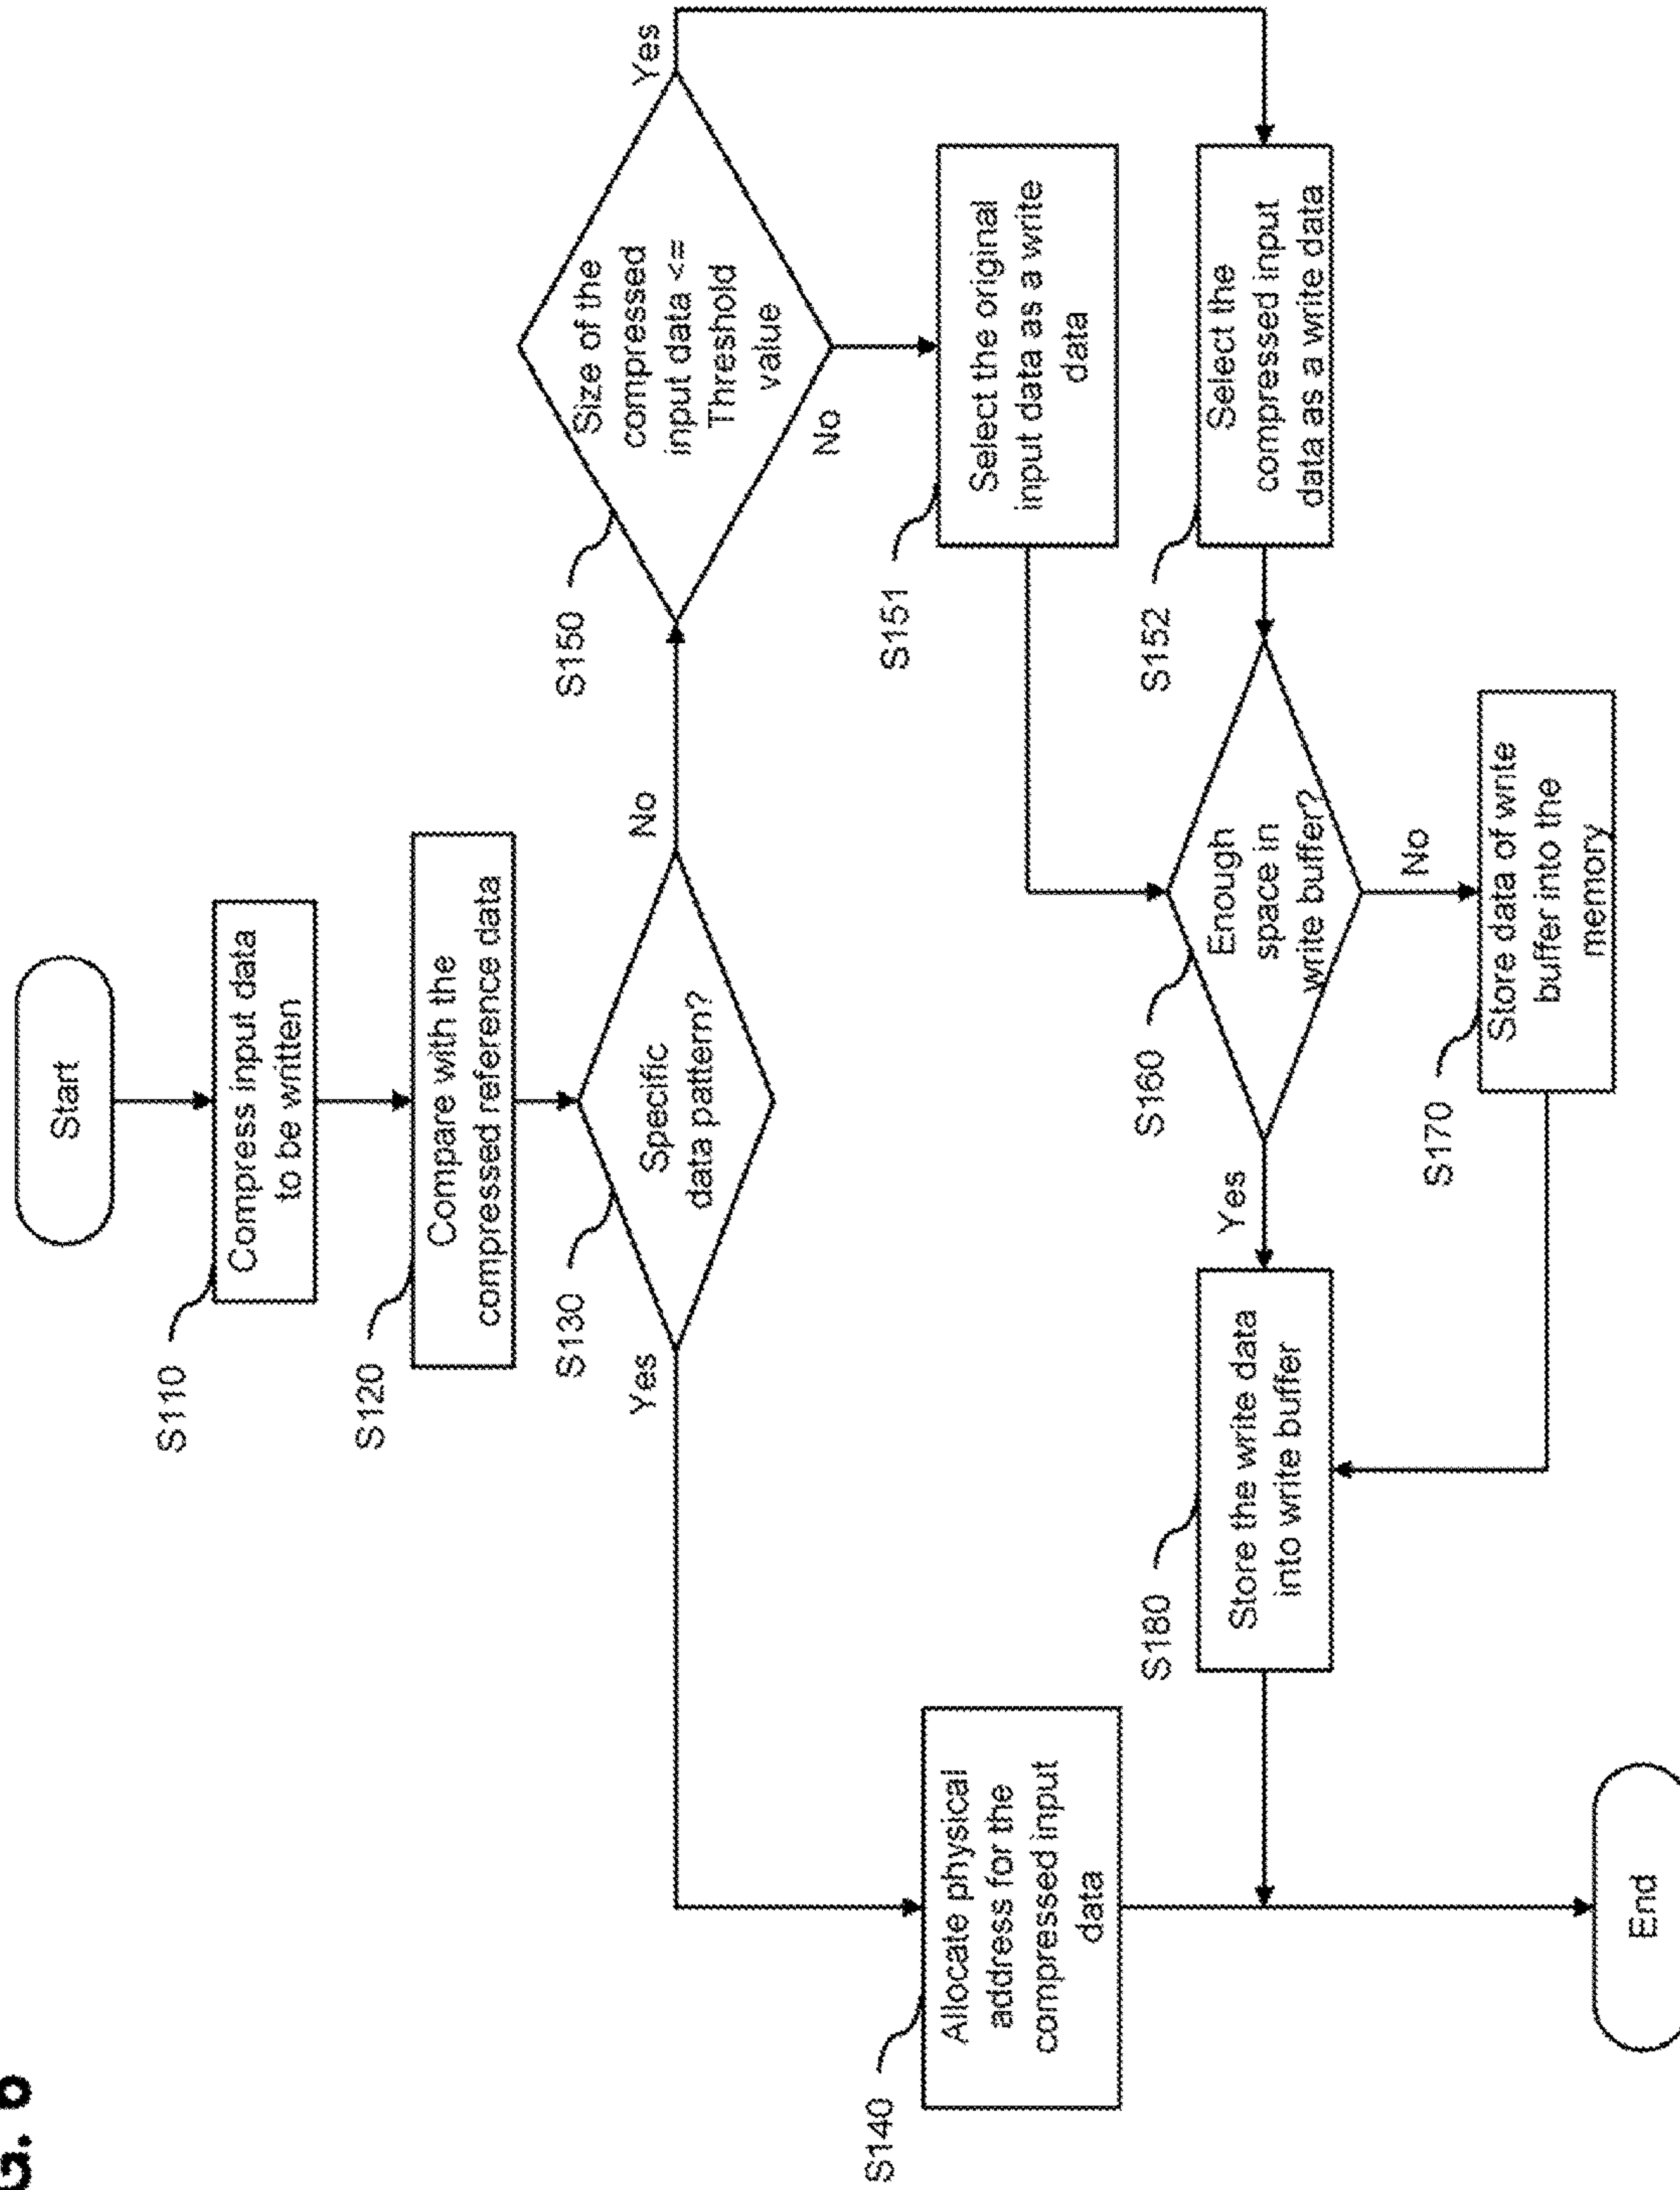 G. 6
Start
S110
Compress input data
to be written
S120
Compare with the
compressed reference data
S130
Specific
data pattern?
Yes
No
S150
Size of the
compressed
input data <=
Threshold
value
Yes
No
S140
Allocate physical
address for the
compressed input
data
S151
Select the original
input data as a write
data
S152
Select the
compressed input
data as a write data
S160
Enough
space in
write buffer?
Yes
No
S180
Store the write data
into write buffer
S170
Store data of write
buffer into the
memory
End